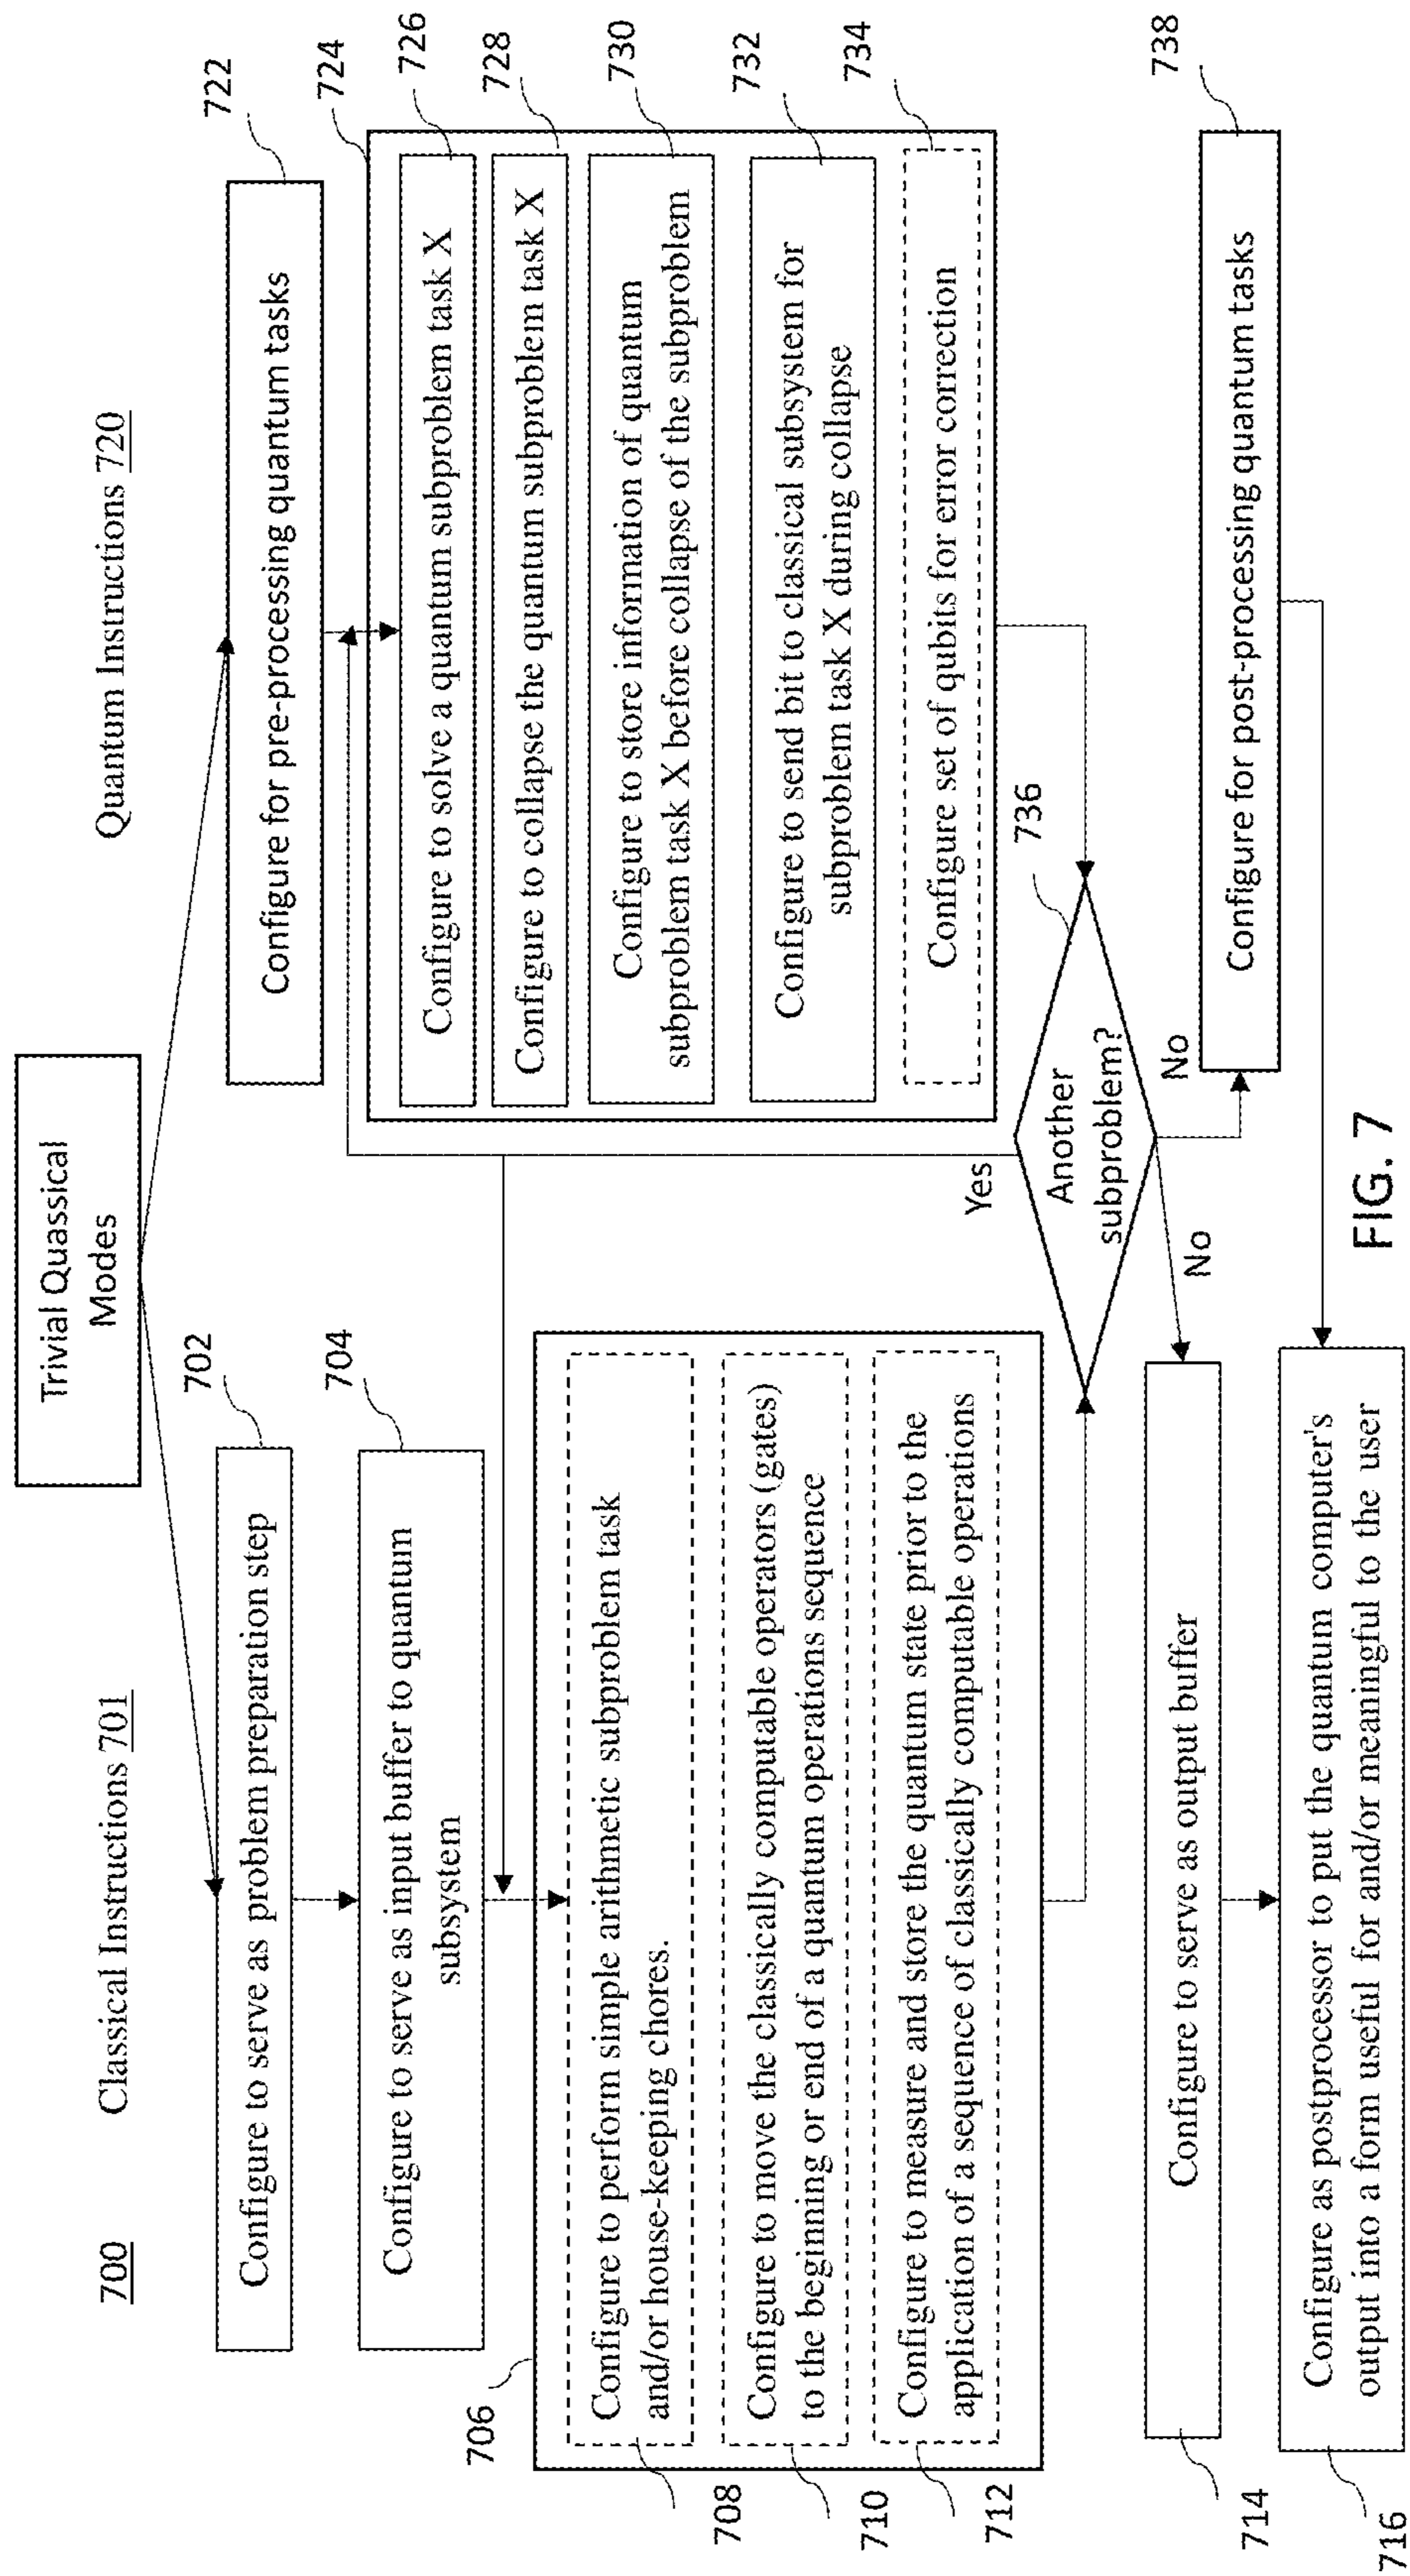 Trivial Quassical
Modes
700
Classical Instructions 701
Quantum Instructions 720
702
Configure to serve as problem preparation step
704
Configure to serve as input buffer to quantum
subsystem
706
Configure to perform simple arithmetic subproblem task
and/or house-keeping chores.
708
Configure to move the classically computable operators (gates)
to the beginning or end of a quantum operations sequence
710
Configure to measure and store the quantum state prior to the
application of a sequence of classically computable operation
712
722
Configure for pre-processing quantum tasks
724
726
Configure to solve a quantum subproblem task X
728
Configure to collapse the quantum subproblem task X
730
Configure to store information of quantum
subproblem task X before collapse of the subproblem
732
Configure to send bit to classical subsystem for
subproblem task X during collapse
734
Configure set of qubits for error correction
736
Another
subproblem?
Yes
No
No
714
Configure to serve as output buffer
738
Configure for post-processing quantum tasks
716
Configure as postprocessor to put the quantum computer's
output into a form useful for and/or meaningful to the user
FIG. 7